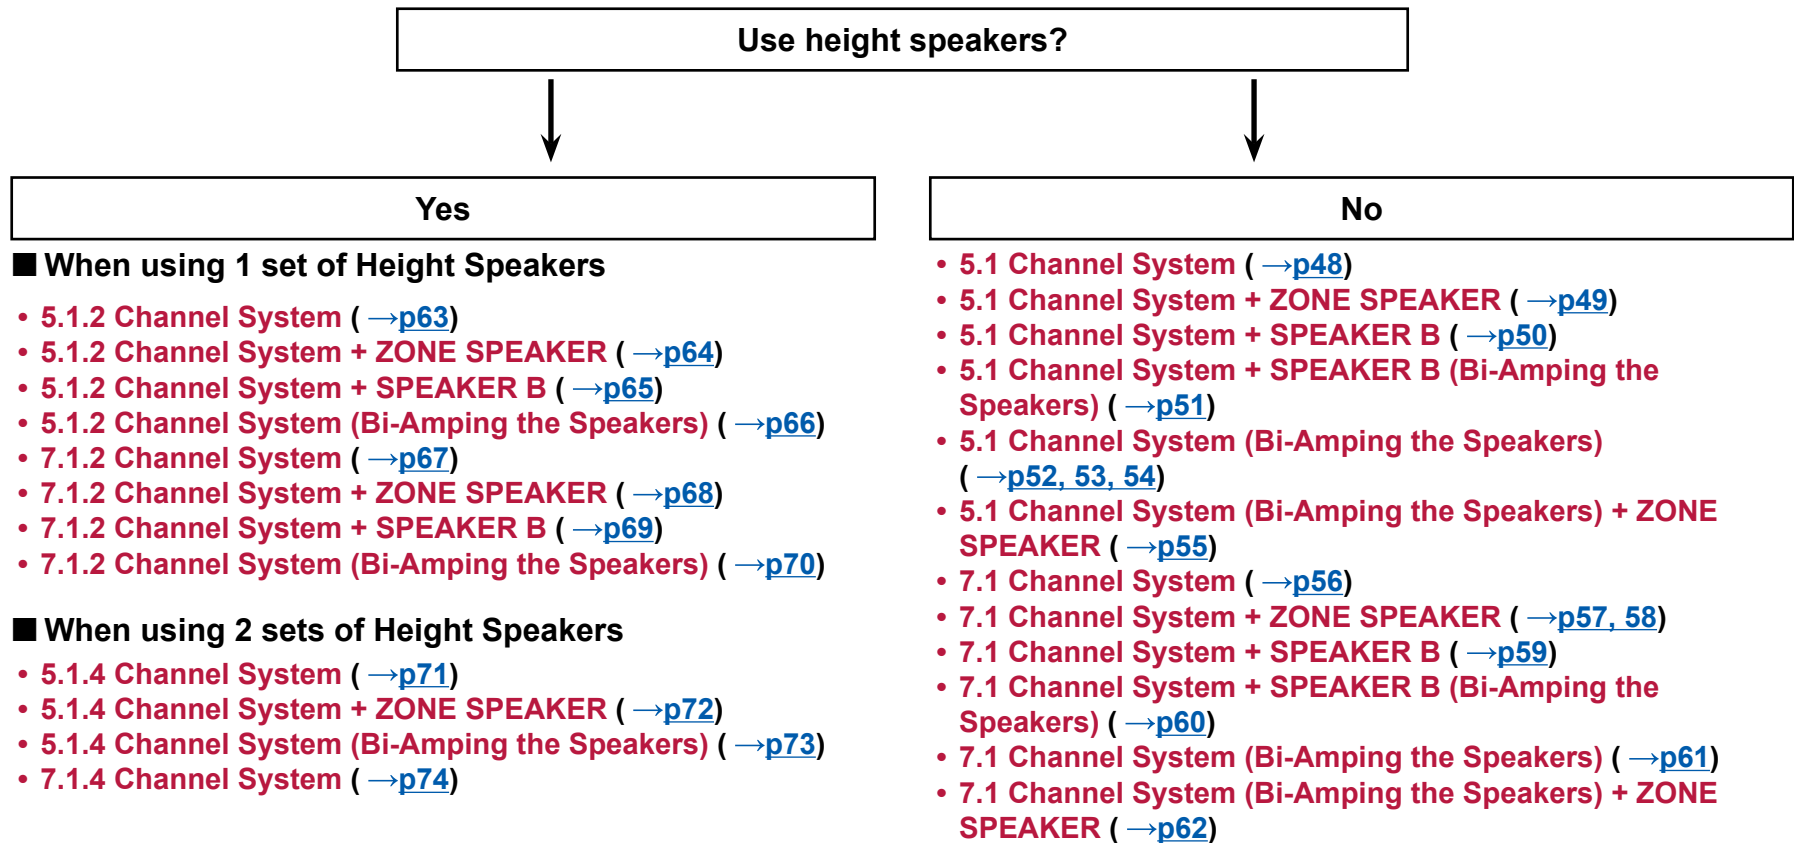 Use height speakers?
Yes
■ When using 1 set of Height Speakers
• 5.1.2 Channel System ( →p63)
• 5.1.2 Channel System + ZONE SPEAKER ( →p64)
• 5.1.2 Channel System + SPEAKER B ( →p65)
• 5.1.2 Channel System (Bi-Amping the Speakers) ( →p66)
• 7.1.2 Channel System ( →p67)
• 7.1.2 Channel System + ZONE SPEAKER ( →p68)
• 7.1.2 Channel System + SPEAKER B ( →p69)
• 7.1.2 Channel System (Bi-Amping the Speakers) ( →p70)
■ When using 2 sets of Height Speakers
• 5.1.4 Channel System ( →p71)
• 5.1.4 Channel System + ZONE SPEAKER ( →p72)
• 5.1.4 Channel System (Bi-Amping the Speakers) ( →p73)
• 7.1.4 Channel System ( →p74)
No
• 5.1 Channel System ( →p48)
• 5.1 Channel System + ZONE SPEAKER ( →p49)
• 5.1 Channel System + SPEAKER B ( →p50)
• 5.1 Channel System + SPEAKER B (Bi-Amping the
Speakers) ( →p51)
• 5.1 Channel System (Bi-Amping the Speakers)
( →p52, 53, 54)
• 5.1 Channel System (Bi-Amping the Speakers) + ZONE
SPEAKER ( →p55)
• 7.1 Channel System ( →p56)
• 7.1 Channel System + ZONE SPEAKER ( →p57, 58)
• 7.1 Channel System + SPEAKER B ( →p59)
• 7.1 Channel System + SPEAKER B (Bi-Amping the
Speakers) ( →p60)
• 7.1 Channel System (Bi-Amping the Speakers) ( →p61)
• 7.1 Channel System (Bi-Amping the Speakers) + ZONE
SPEAKER ( →p62)